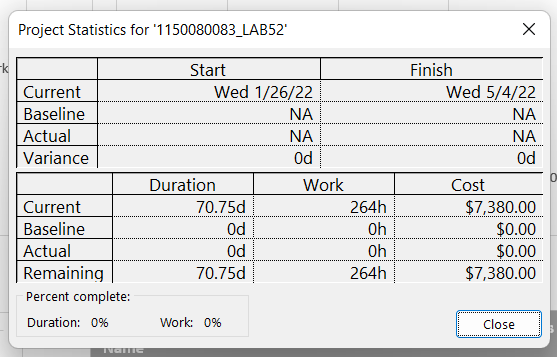 Project Statistics for '1150080083_LAB52'
rk
Start Finish
Current Wed 1/26/22 Wed 5/4/22
Baseline NA NA
Actual NA NA
Variance 0d 0d
Duration Work Cost
Current 70.75d 264h $7,380.00
Baseline 0d 0h $0.00
Actual 0d 0h $0.00
Remaining 70.75d 264h $7,380.00
Percent complete:
Duration: 0% Work: 0%
Close
Name